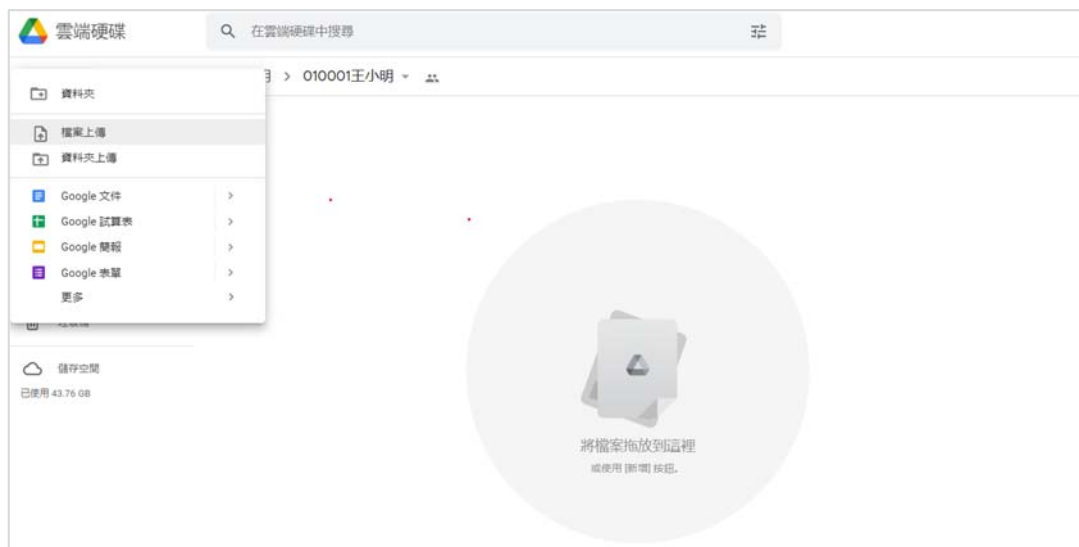 雲端硬碟
在雲端硬碟中搜尋
> 010001王小明
資料夾
檔案上傳
資料夾上傳
Google 文件
Google 試算表
Google 簡報
Google 表單
更多
儲存空間
已使用 43.76 GB
將檔案拖放到這裡
或使用 [新增] 按鈕。